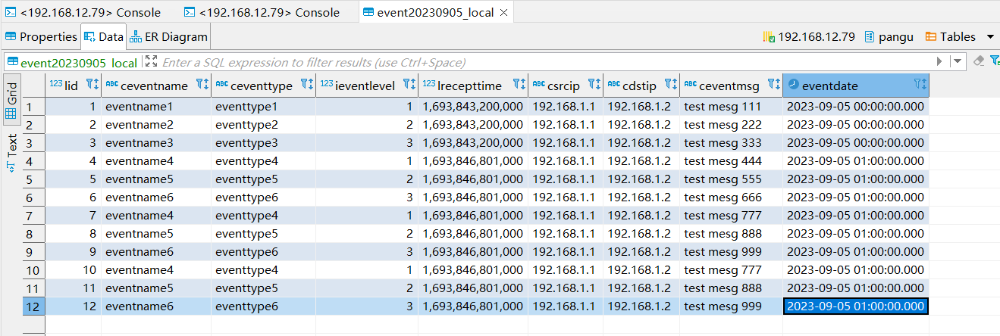 <192.168.12.79> Console <192.168.12.79> Console event20230905_local
Properties Data ER Diagram 192.168.12.79 pangu Tables
event20230905_local Enter a SQL expression to filter results (use Ctrl+Space)
Grid
Text
123 lid ABC ceventname ABC ceventtype 123 ieventlevel 123 lrecepttime ABC csrcip ABC cdstip ABC ceventmsg eventdate
1 1 eventname1 eventtype1 1 1,693,843,200,000 192.168.1.1 192.168.1.2 test mesg 111 2023-09-05 00:00:00.000
2 2 eventname2 eventtype2 2 1,693,843,200,000 192.168.1.1 192.168.1.2 test mesg 222 2023-09-05 00:00:00.000
3 3 eventname3 eventtype3 3 1,693,843,200,000 192.168.1.1 192.168.1.2 test mesg 333 2023-09-05 00:00:00.000
4 4 eventname4 eventtype4 1 1,693,846,801,000 192.168.1.1 192.168.1.2 test mesg 444 2023-09-05 01:00:00.000
5 5 eventname5 eventtype5 2 1,693,846,801,000 192.168.1.1 192.168.1.2 test mesg 555 2023-09-05 01:00:00.000
6 6 eventname6 eventtype6 3 1,693,846,801,000 192.168.1.1 192.168.1.2 test mesg 666 2023-09-05 01:00:00.000
7 7 eventname4 eventtype4 1 1,693,846,801,000 192.168.1.1 192.168.1.2 test mesg 777 2023-09-05 01:00:00.000
8 8 eventname5 eventtype5 2 1,693,846,801,000 192.168.1.1 192.168.1.2 test mesg 888 2023-09-05 01:00:00.000
9 9 eventname6 eventtype6 3 1,693,846,801,000 192.168.1.1 192.168.1.2 test mesg 999 2023-09-05 01:00:00.000
10 10 eventname4 eventtype4 1 1,693,846,801,000 192.168.1.1 192.168.1.2 test mesg 777 2023-09-05 01:00:00.000
11 11 eventname5 eventtype5 2 1,693,846,801,000 192.168.1.1 192.168.1.2 test mesg 888 2023-09-05 01:00:00.000
12 12 eventname6 eventtype6 3 1,693,846,801,000 192.168.1.1 192.168.1.2 test mesg 999 2023-09-05 01:00:00.000